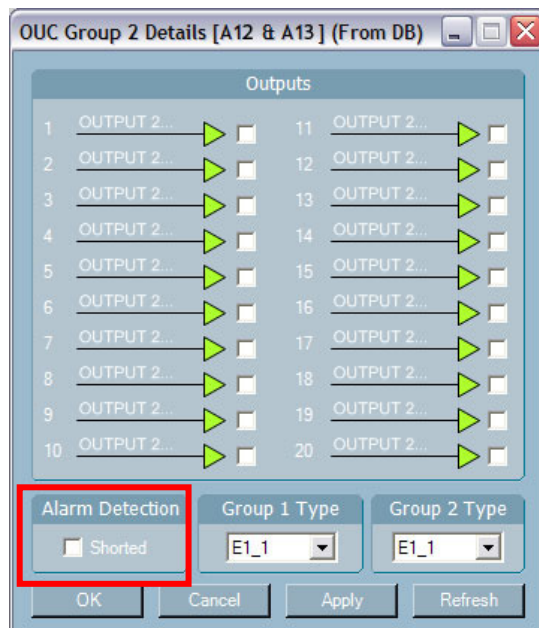 OUC Group 2 Details [A12 & A13] (From DB)
Outputs
1 OUTPUT 2... 11 OUTPUT 2...
2 OUTPUT 2... 12 OUTPUT 2...
3 OUTPUT 2... 13 OUTPUT 2...
4 OUTPUT 2... 14 OUTPUT 2...
5 OUTPUT 2... 15 OUTPUT 2...
6 OUTPUT 2... 16 OUTPUT 2...
7 OUTPUT 2... 17 OUTPUT 2...
8 OUTPUT 2... 18 OUTPUT 2...
9 OUTPUT 2... 19 OUTPUT 2...
10 OUTPUT 2... 20 OUTPUT 2...
Alarm Detection Group 1 Type Group 2 Type
Shorted E1_1 E1_1
OK Cancel Apply Refresh